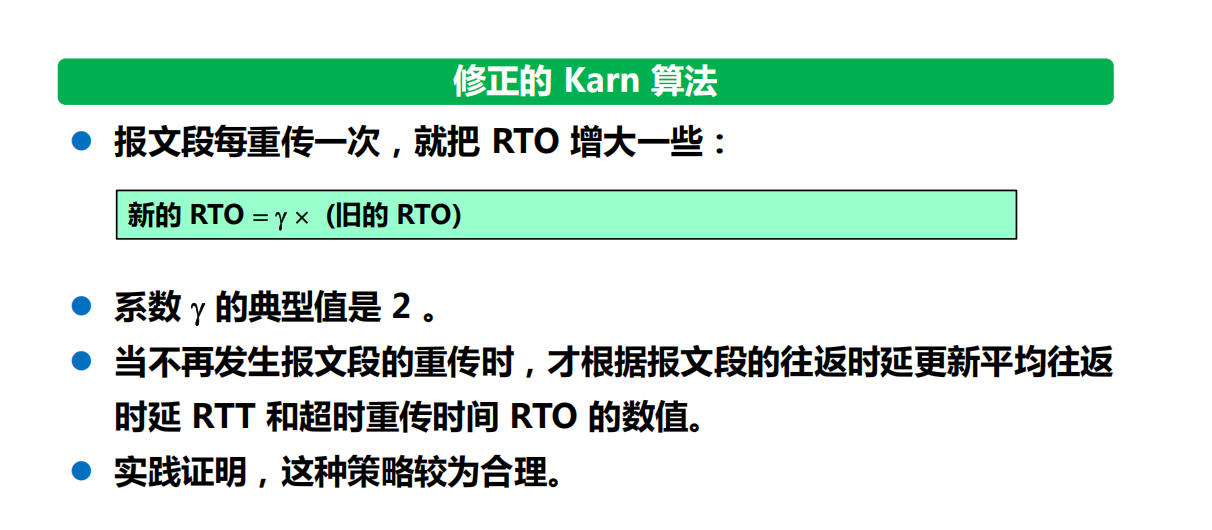 修正的 Karn 算法
● 报文段每重传一次，就把 RTO 增大一些：
新的 RTO = γ × (旧的 RTO)
● 系数 γ 的典型值是 2 。
● 当不再发生报文段的重传时，才根据报文段的往返时延更新平均往返
时延 RTT 和超时重传时间 RTO 的数值。
● 实践证明，这种策略较为合理。